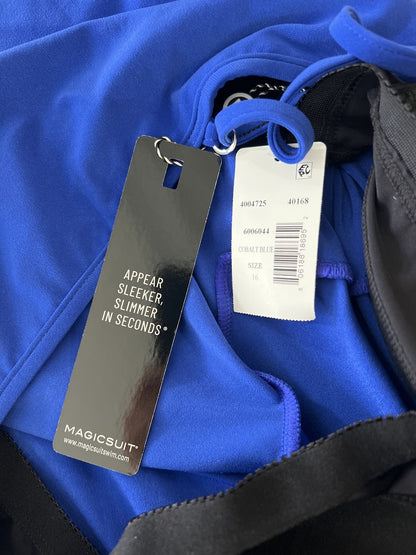 APPEAR
SLEEKER,
SLIMMER
IN SECONDS®
MAGICSUIT®
www.magicsuitswim.com
4004725 40168
6006044
COBALT BLUE
SIZE
16